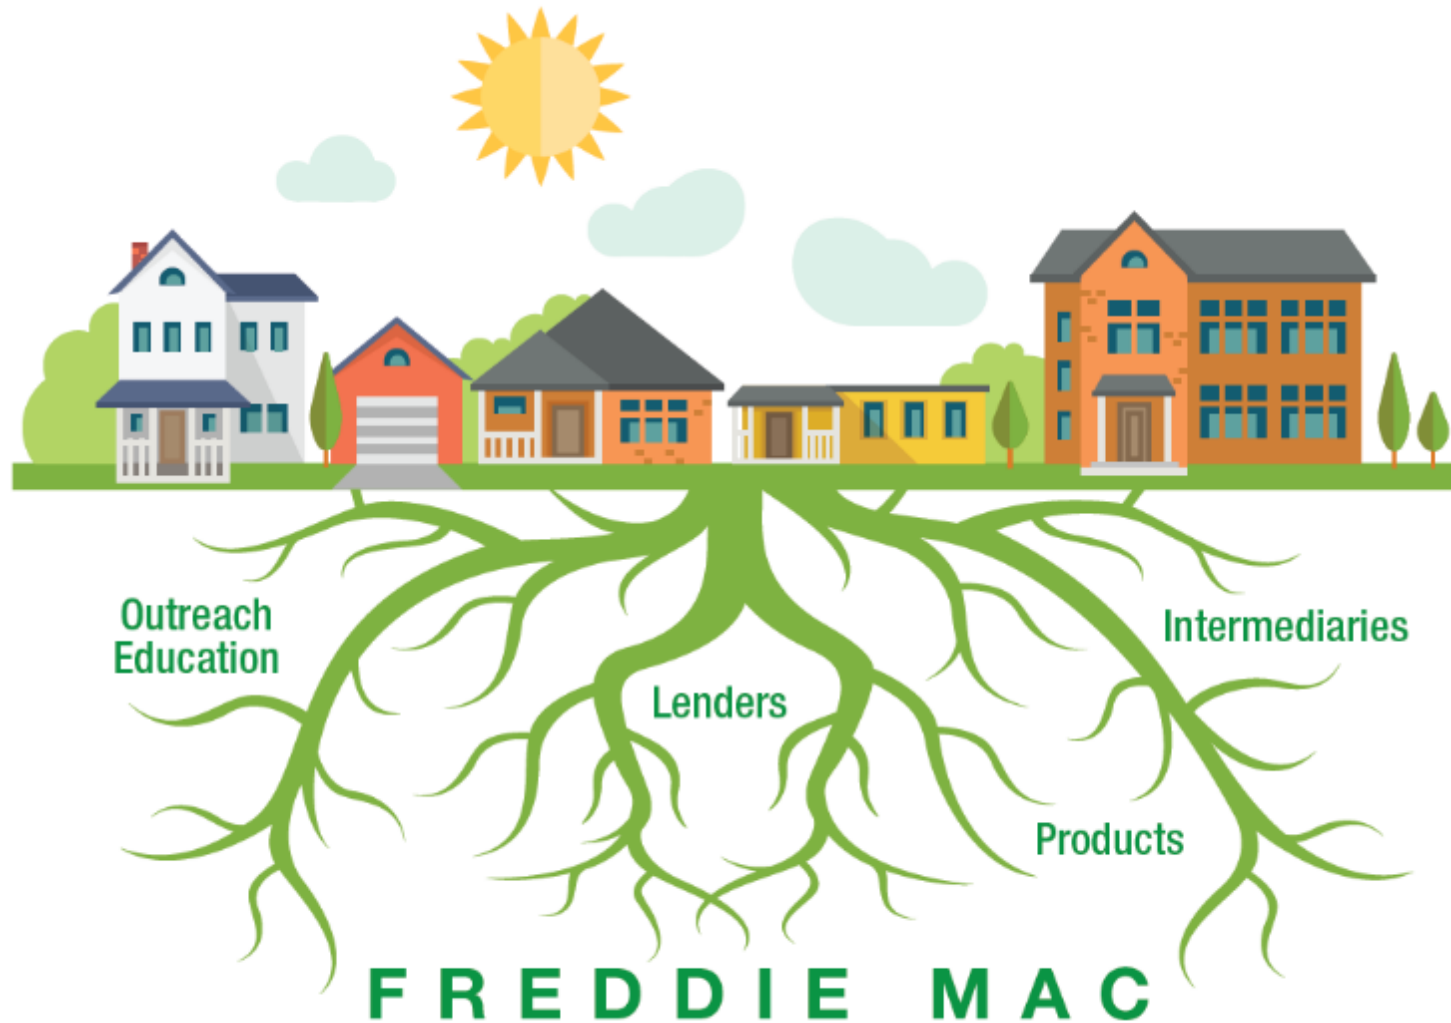 Outreach
Education
Lenders
Intermediaries
Products
FREDDIE MAC